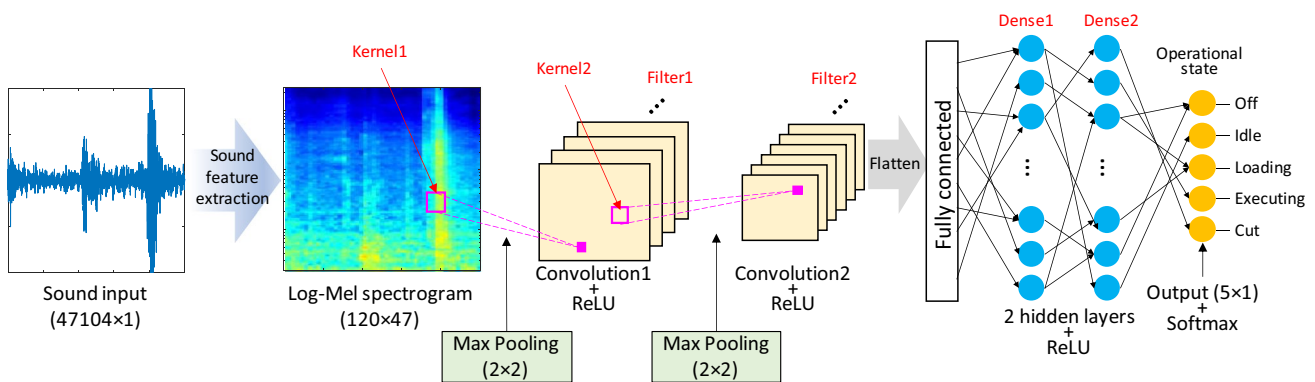 Sound input
(47104×1)
Sound
feature
extraction
Kernel1
Log-Mel spectrogram
(120×47)
Max Pooling
(2×2)
Kernel2
Filter1
Convolution1
+
ReLU
Max Pooling
(2×2)
Filter2
Convolution2
+
ReLU
Flatten
Fully connected
Dense1
Dense2
2 hidden layers
+
ReLU
Operational
state
Off
Idle
Loading
Executing
Cut
Output (5×1)
+
Softmax